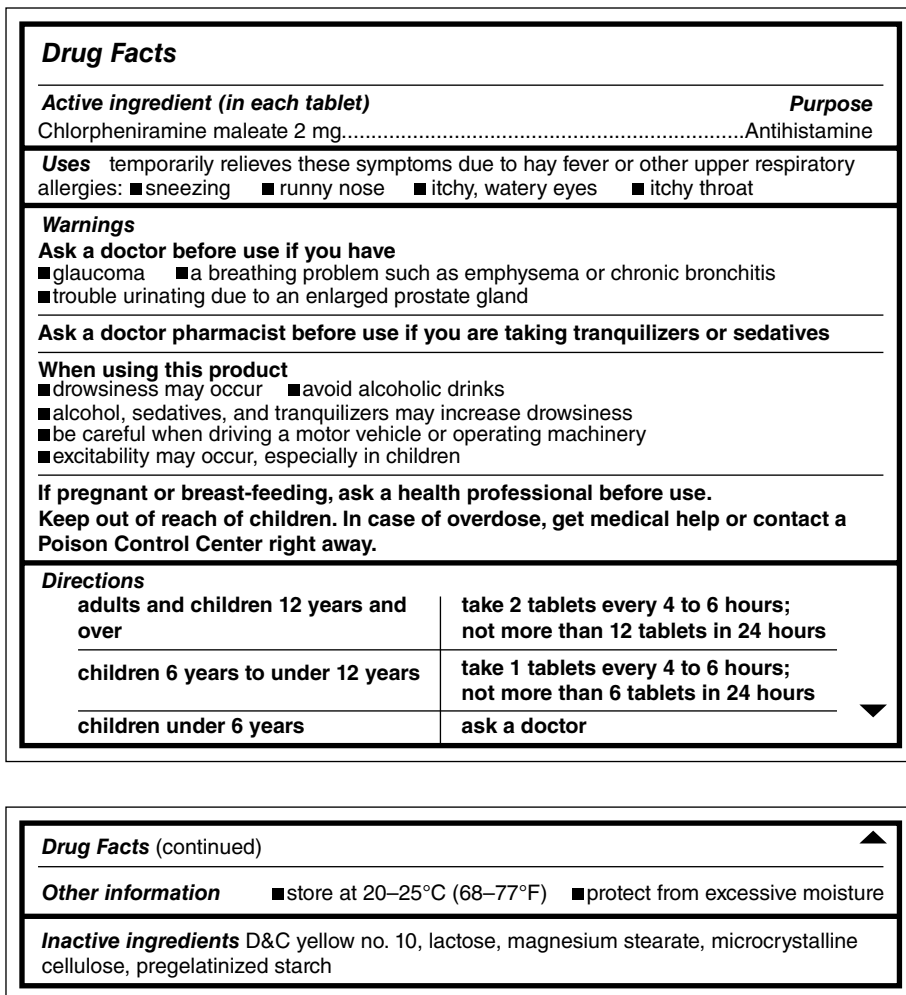 Drug Facts
Active ingredient (in each tablet) Purpose
Chlorpheniramine maleate 2 mg.......................................................................Antihistamine
Uses temporarily relieves these symptoms due to hay fever or other upper respiratory
allergies: ■ sneezing ■ runny nose ■ itchy, watery eyes ■ itchy throat
Warnings
Ask a doctor before use if you have
■ glaucoma ■ a breathing problem such as emphysema or chronic bronchitis
■ trouble urinating due to an enlarged prostate gland
Ask a doctor pharmacist before use if you are taking tranquilizers or sedatives
When using this product
■ drowsiness may occur ■ avoid alcoholic drinks
■ alcohol, sedatives, and tranquilizers may increase drowsiness
■ be careful when driving a motor vehicle or operating machinery
■ excitability may occur, especially in children
If pregnant or breast-feeding, ask a health professional before use.
Keep out of reach of children. In case of overdose, get medical help or contact a
Poison Control Center right away.
Directions
adults and children 12 years and
over
take 2 tablets every 4 to 6 hours;
not more than 12 tablets in 24 hours
children 6 years to under 12 years
take 1 tablets every 4 to 6 hours;
not more than 6 tablets in 24 hours
children under 6 years
ask a doctor
Drug Facts (continued)
Other information ■ store at 20–25°C (68–77°F) ■ protect from excessive moisture
Inactive ingredients D&C yellow no. 10, lactose, magnesium stearate, microcrystalline
cellulose, pregelatinized starch